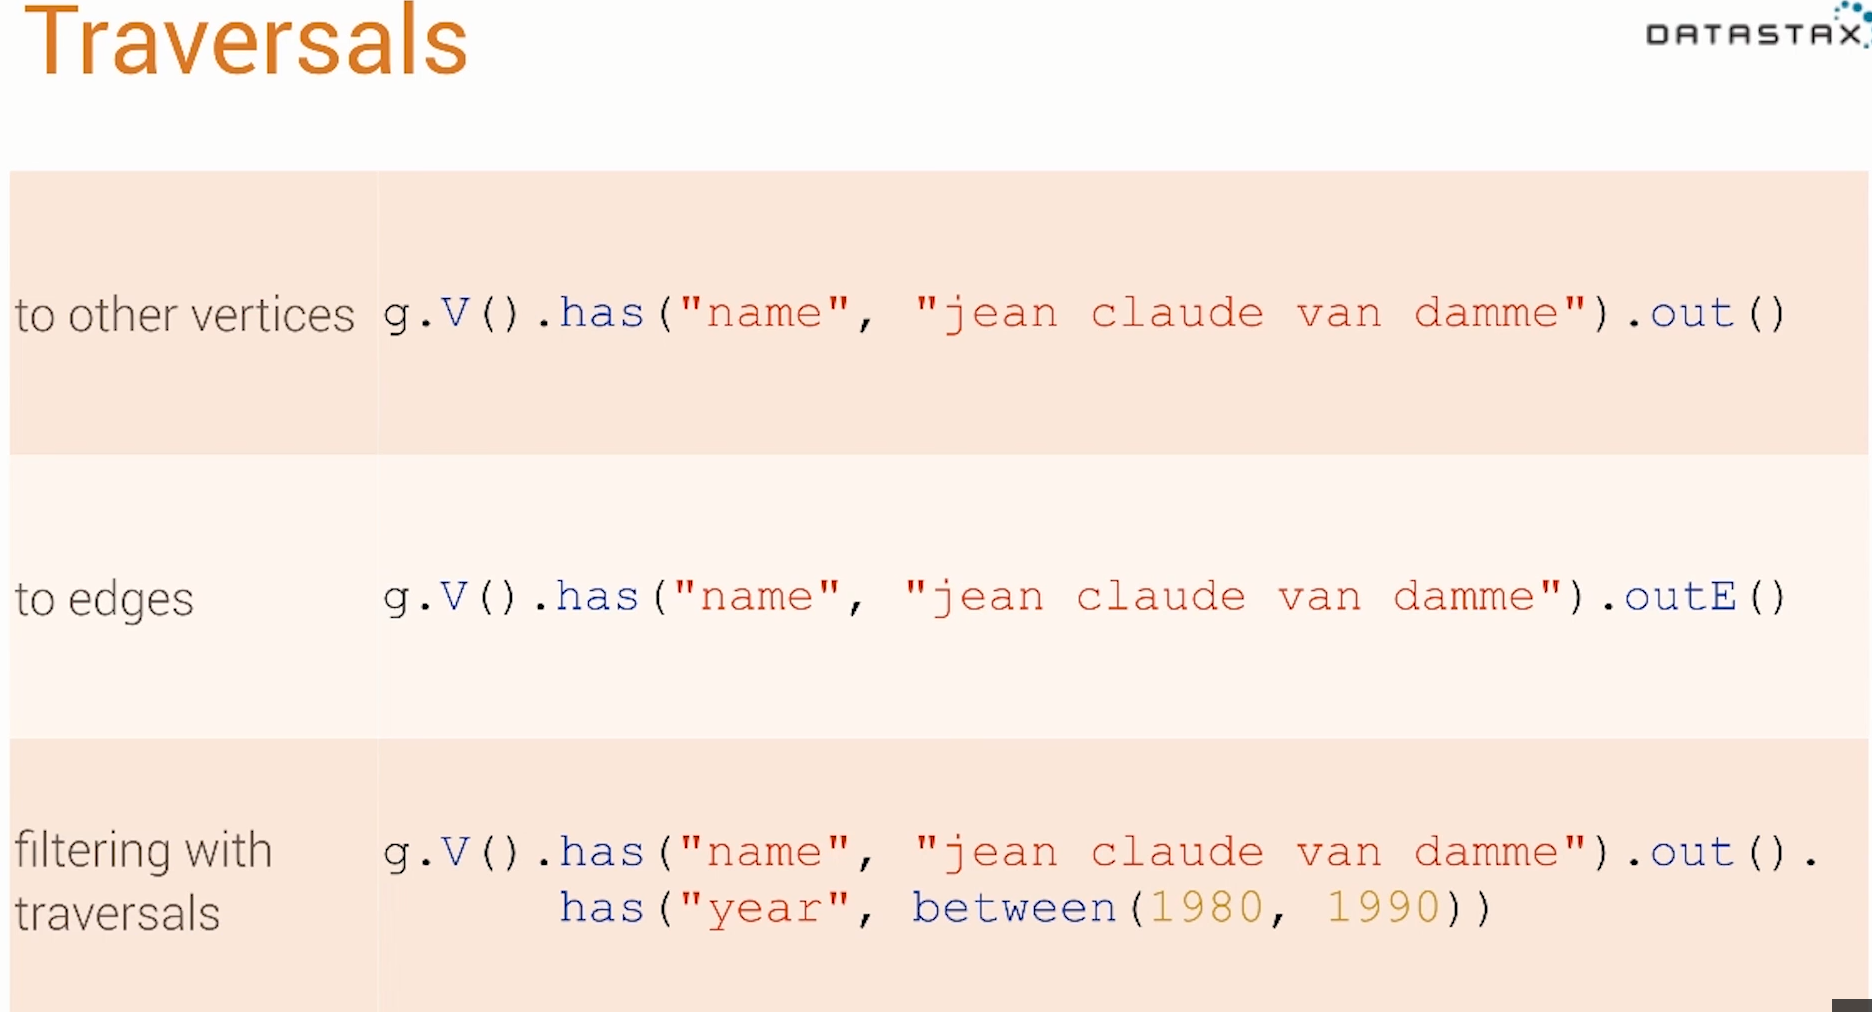 Traversals
DATASTAX
to other vertices g.V().has("name", "jean claude van damme").out()
to edges g.V().has("name", "jean claude van damme").outE()
filtering with traversals g.V().has("name", "jean claude van damme").out().
has("year", between(1980, 1990))